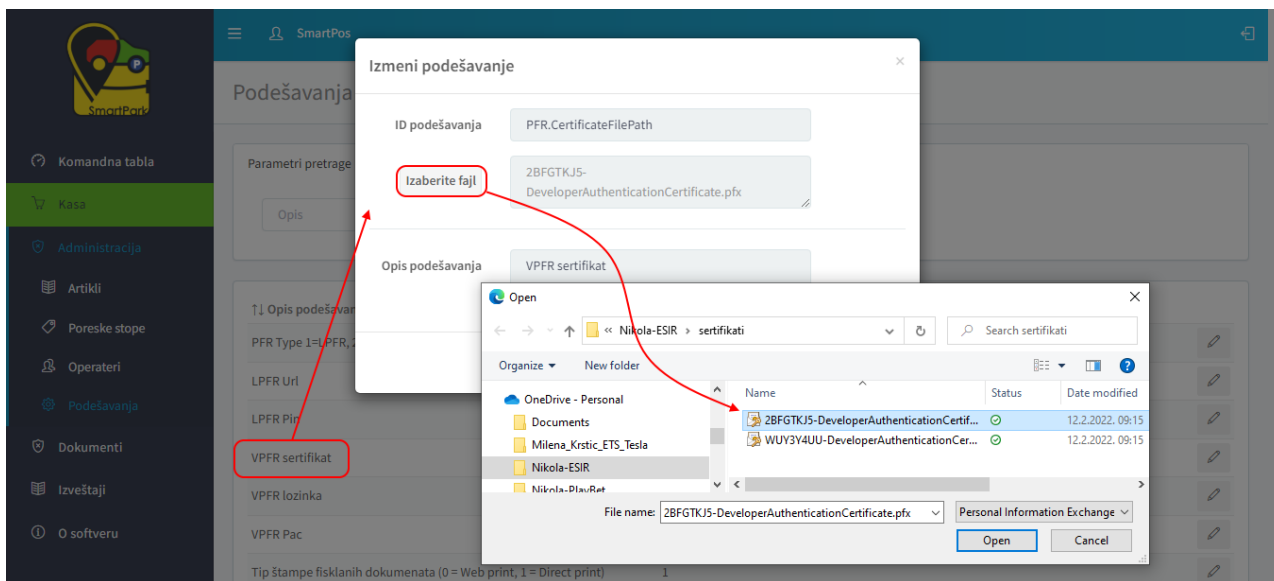 SmartPark
SmartPos
Podešavanja
Komandna tabla
Kasa
Administracija
Artikli
Poreske stope
Operateri
Podešavanja
Dokumenti
Izveštaji
O softveru
Parametri pretrage
Opis
Opis podešavan
PFR Type 1=LPFR, 2
LPFR Url
LPFR Pin
VPFR sertifikat
VPFR lozinka
VPFR Pac
Tip štampe fisklanih dokumenata (0 = Web print, 1 = Direct print) 1
Izmeni podešavanje
ID podešavanja PFR.CertificateFilePath
Izaberite fajl 2BFGTKJ5-
DeveloperAuthenticationCertificate.pfx
Opis podešavanja VPFR sertifikat
Open
« Nikola-ESIR › sertifikati Search sertifikati
Organize New folder
OneDrive - Personal
Documents
Milena_Krstic_ETS_Tesla
Nikola-ESIR
Nikola-PlayBet
Name Status Date modified
2BFGTKJ5-DeveloperAuthenticationCertif... 12.2.2022. 09:15
WUY3Y4UU-DeveloperAuthenticationCer... 12.2.2022. 09:15
File name: 2BFGTKJ5-DeveloperAuthenticationCertificate.pfx Personal Information Exchange
Open Cancel